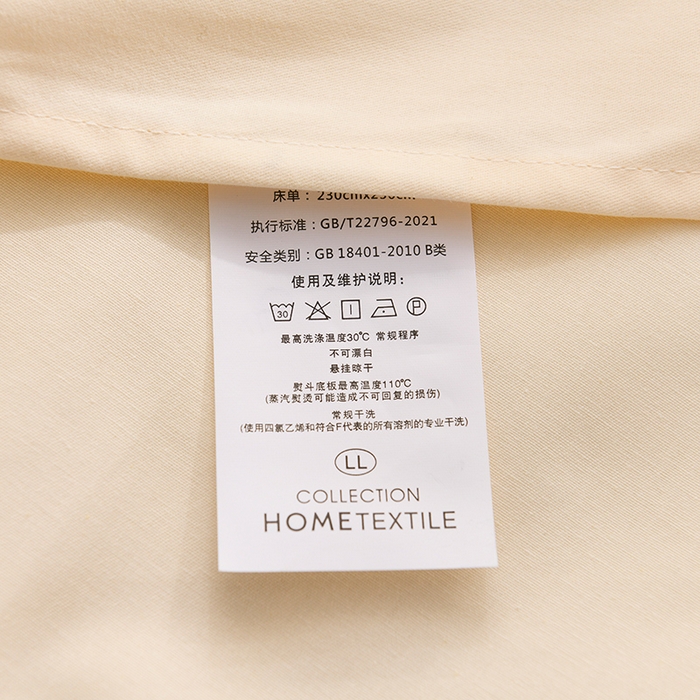 床单：230cmx250cm
执行标准：GB/T22796-2021
安全类别：GB 18401-2010 B类
使用及维护说明：
30 P
最高洗涤温度30℃ 常规程序
不可漂白
悬挂晾干
熨斗底板最高温度110℃
(蒸汽熨烫可能造成不可回复的损伤)
常规干洗
(使用四氯乙烯和符合F代表的所有溶剂的专业干洗)
LL
COLLECTION
HOMETEXTILE